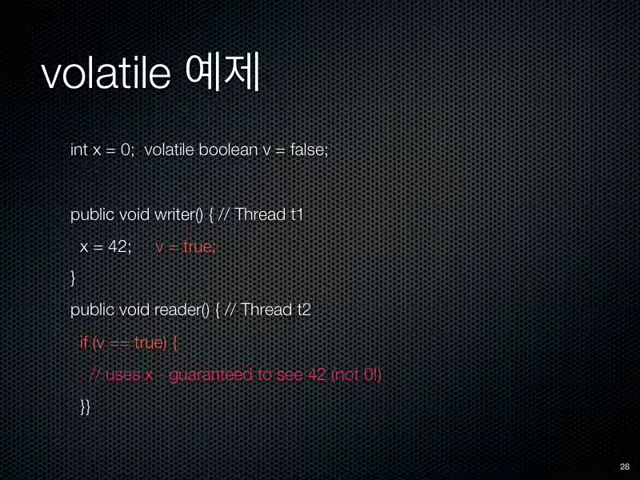 volatile 예제
int x = 0; volatile boolean v = false;
public void writer() { // Thread t1
x = 42; v = true;
}
public void reader() { // Thread t2
if (v == true) {
// uses x - guaranteed to see 42 (not 0!)
}}
28